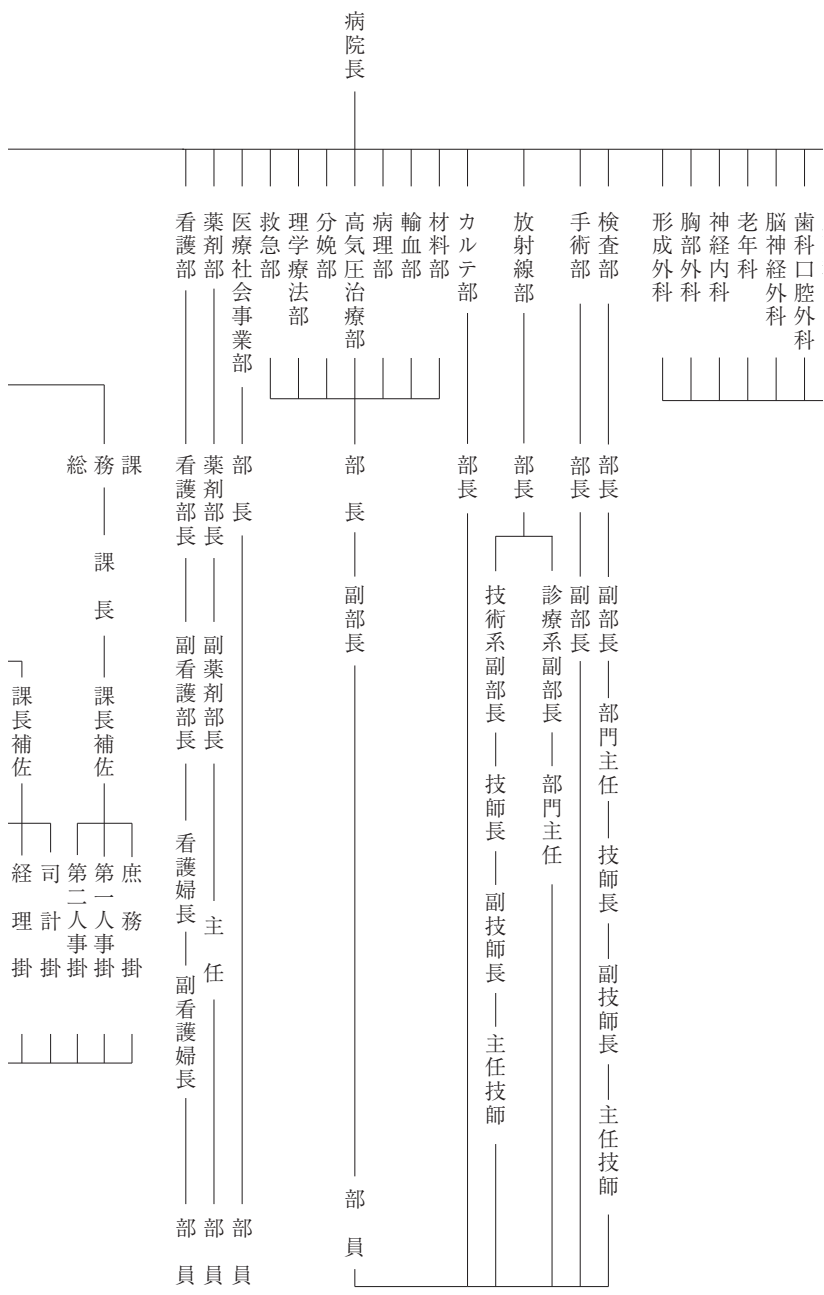 病院長
歯科口腔外科
脳神経外科
老年科
神経内科
胸部外科
形成外科
検査部
部長
副部長
部門主任
技師長
副技師長
主任技師
手術部
部長
副部長
放射線部
部長
診療系副部長
部門主任
技術系副部長
技師長
副技師長
主任技師
カルテ部
部長
材料部
輸血部
病理部
高気圧治療部
分娩部
理学療法部
救急部
部長
副部長
部員
医療社会事業部
部長
部員
薬剤部
薬剤部長
副薬剤部長
主任
部員
看護部
看護部長
副看護部長
看護婦長
副看護婦長
部員
総務課
課長
課長補佐
庶務掛
第一人事掛
第二人事掛
課長補佐
司計掛
経理掛